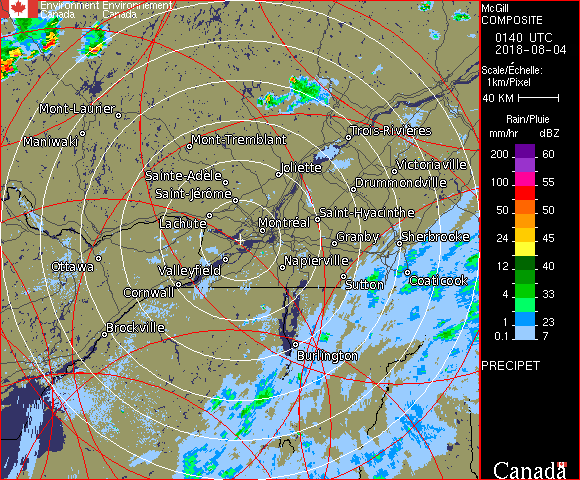 Environment Environnement
Canada Canada
McGill
COMPOSITE
0140 UTC
2018-08-04
Scale/Échelle:
1km/Pixel
40 KM
Rain/Pluie
mm/hr dBZ
200 60
100 55
50 50
24 45
12 40
4 33
1 23
0.1 7
PRECIPET
Canada
Mont-Laurier
Maniwaki
Mont-Tremblant
Trois-Rivières
Sainte-Adèle
Joliette
Victoriaville
Saint-Jérôme
Drummondville
Lachute
Montréal
Saint-Hyacinthe
Granby
Sherbrooke
Ottawa
Valleyfield
Napierville
Cornwall
Sutton
Coaticook
Brockville
Burlington